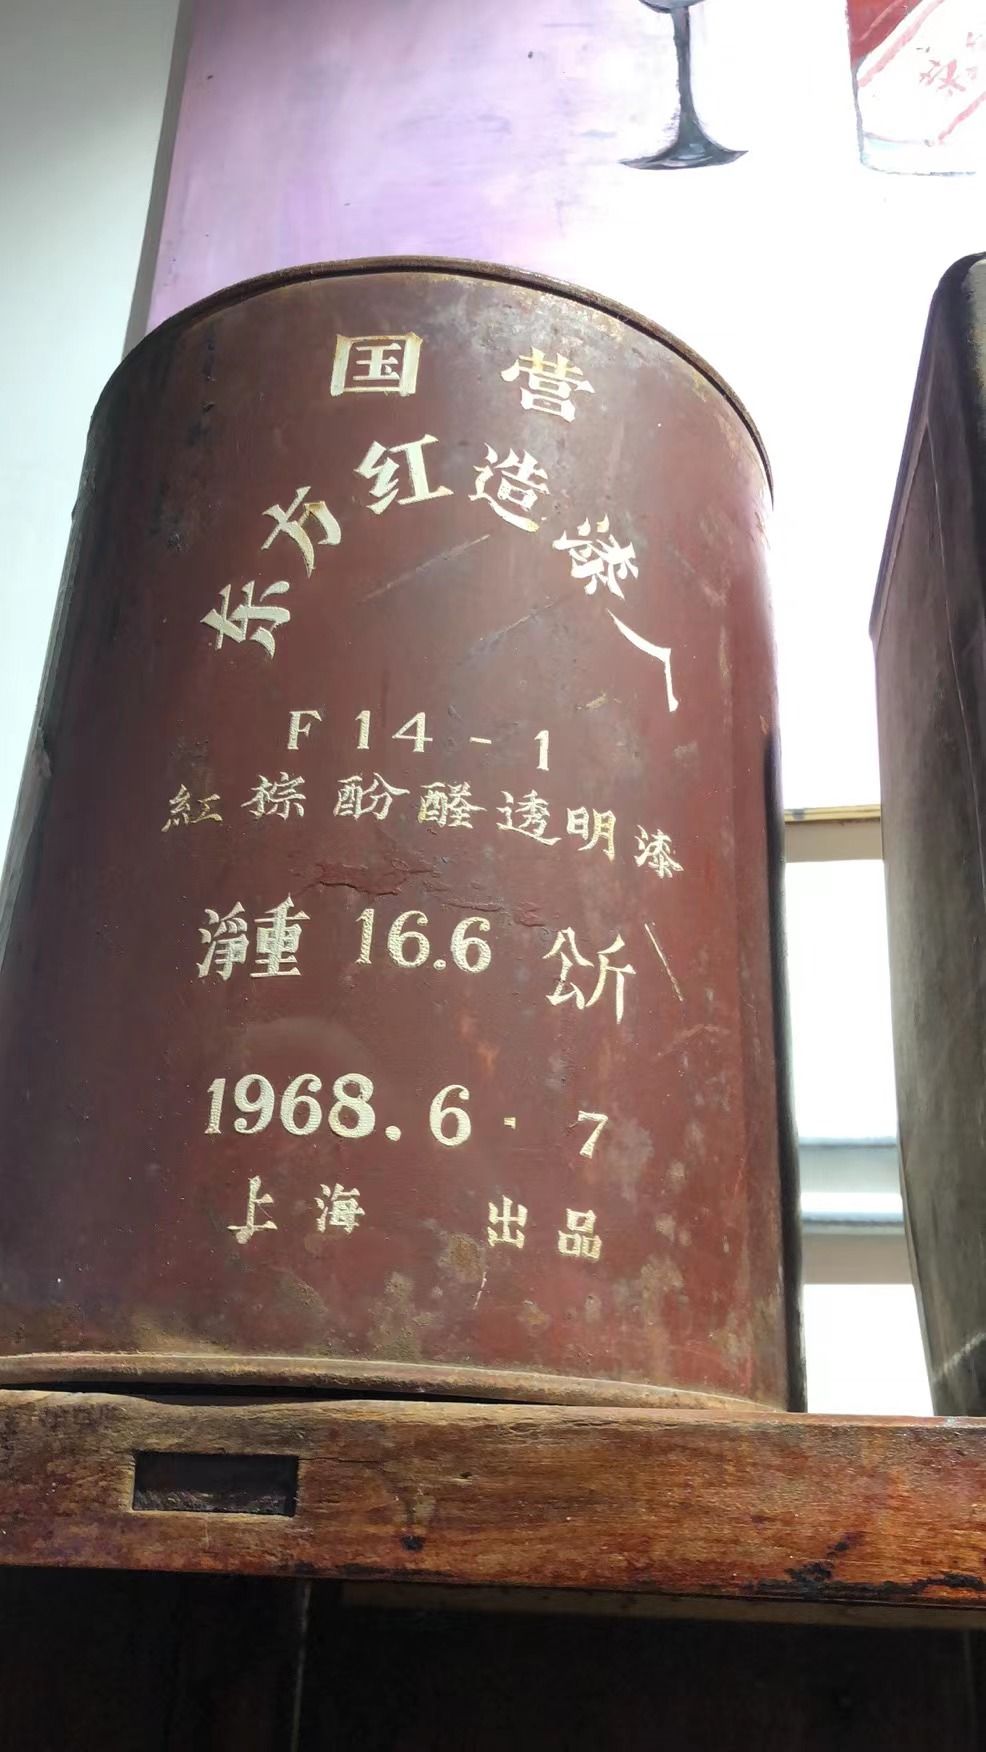 国营
东方红造漆厂
F14-1
紅棕酚醛透明漆
淨重 16.6 公斤
1968.6.7
上海 出品